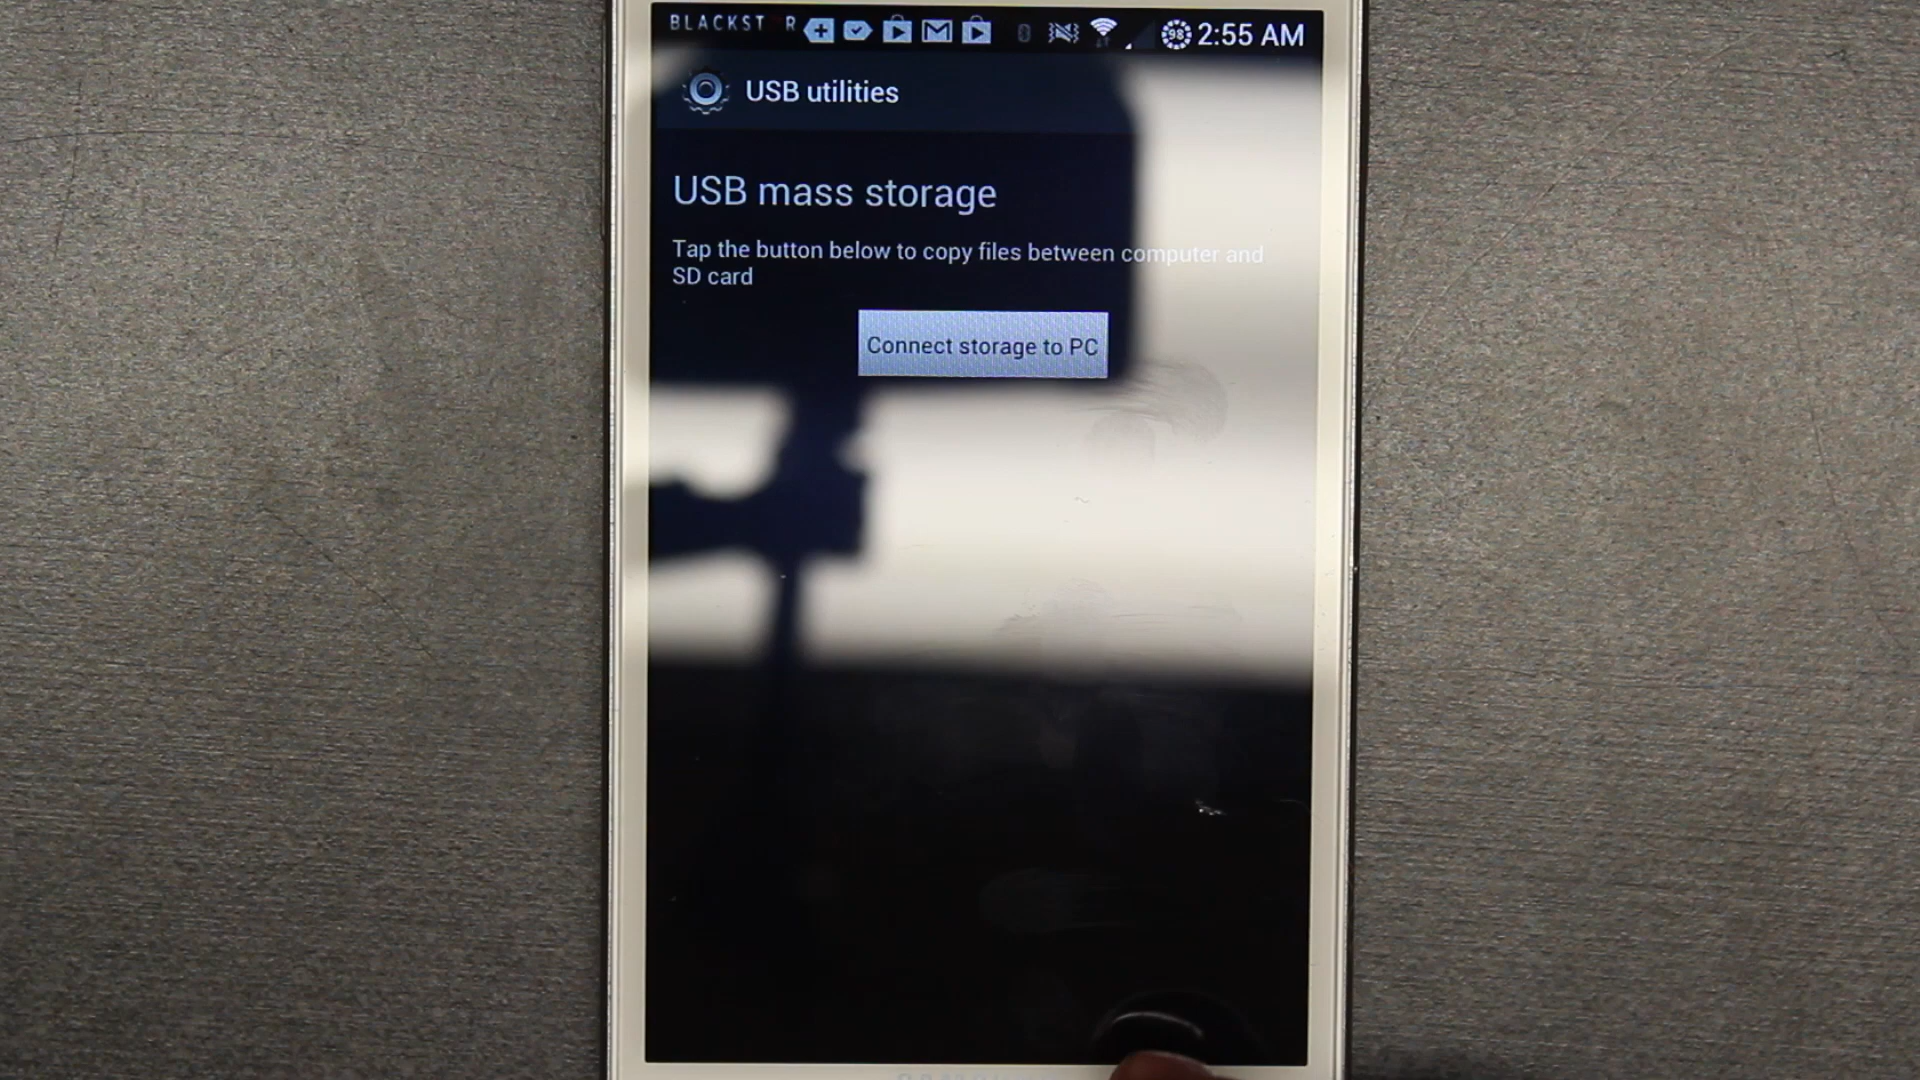 BLACKST R 98 2:55 AM
USB utilities
USB mass storage
Tap the button below to copy files between computer and
SD card
Connect storage to PC